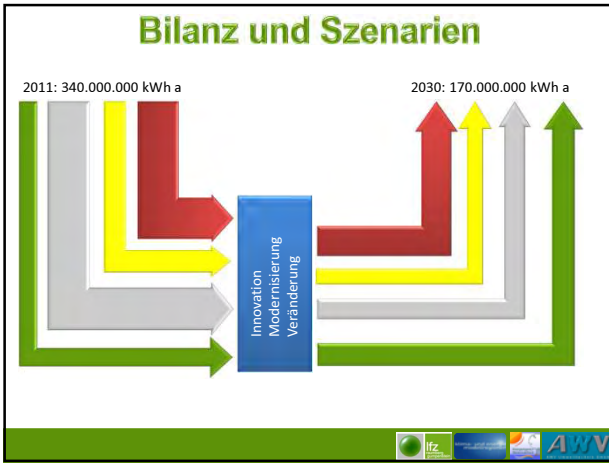 Bilanz und Szenarien
2011: 340.000.000 kWh a
2030: 170.000.000 kWh a
Innovation
Modernisierung
Veränderung
lfz
AWV